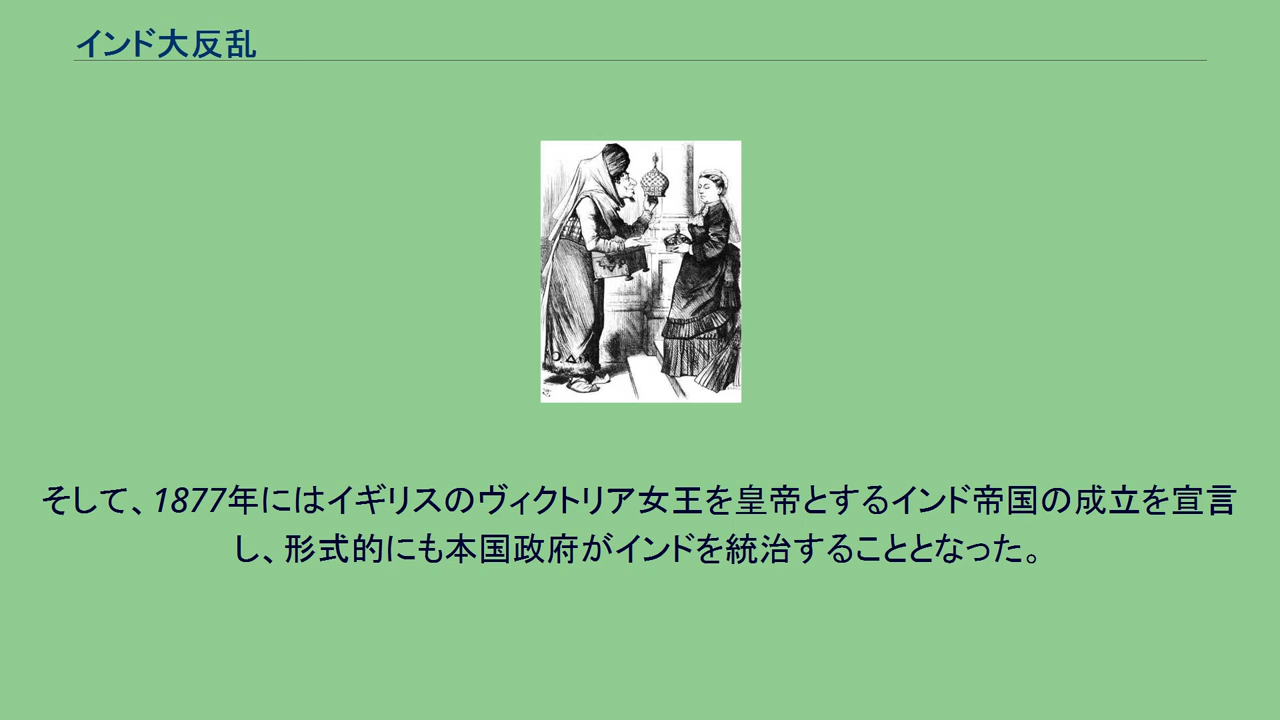 インド大反乱
そして、1877年にはイギリスのヴィクトリア女王を皇帝とするインド帝国の成立を宣言
し、形式的にも本国政府がインドを統治することとなった。